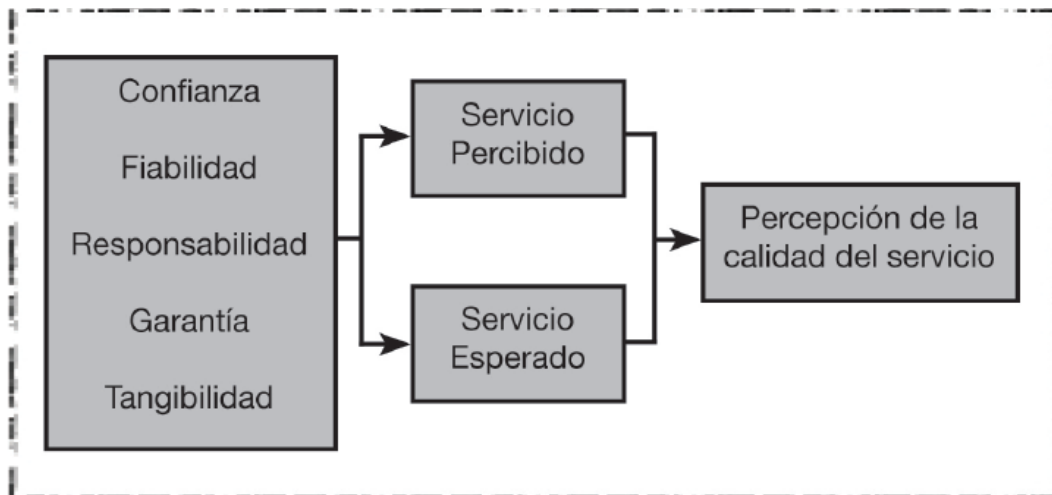 Confianza
Fiabilidad
Responsabilidad
Garantía
Tangibilidad
Servicio
Percibido
Servicio
Esperado
Percepción de la
calidad del servicio